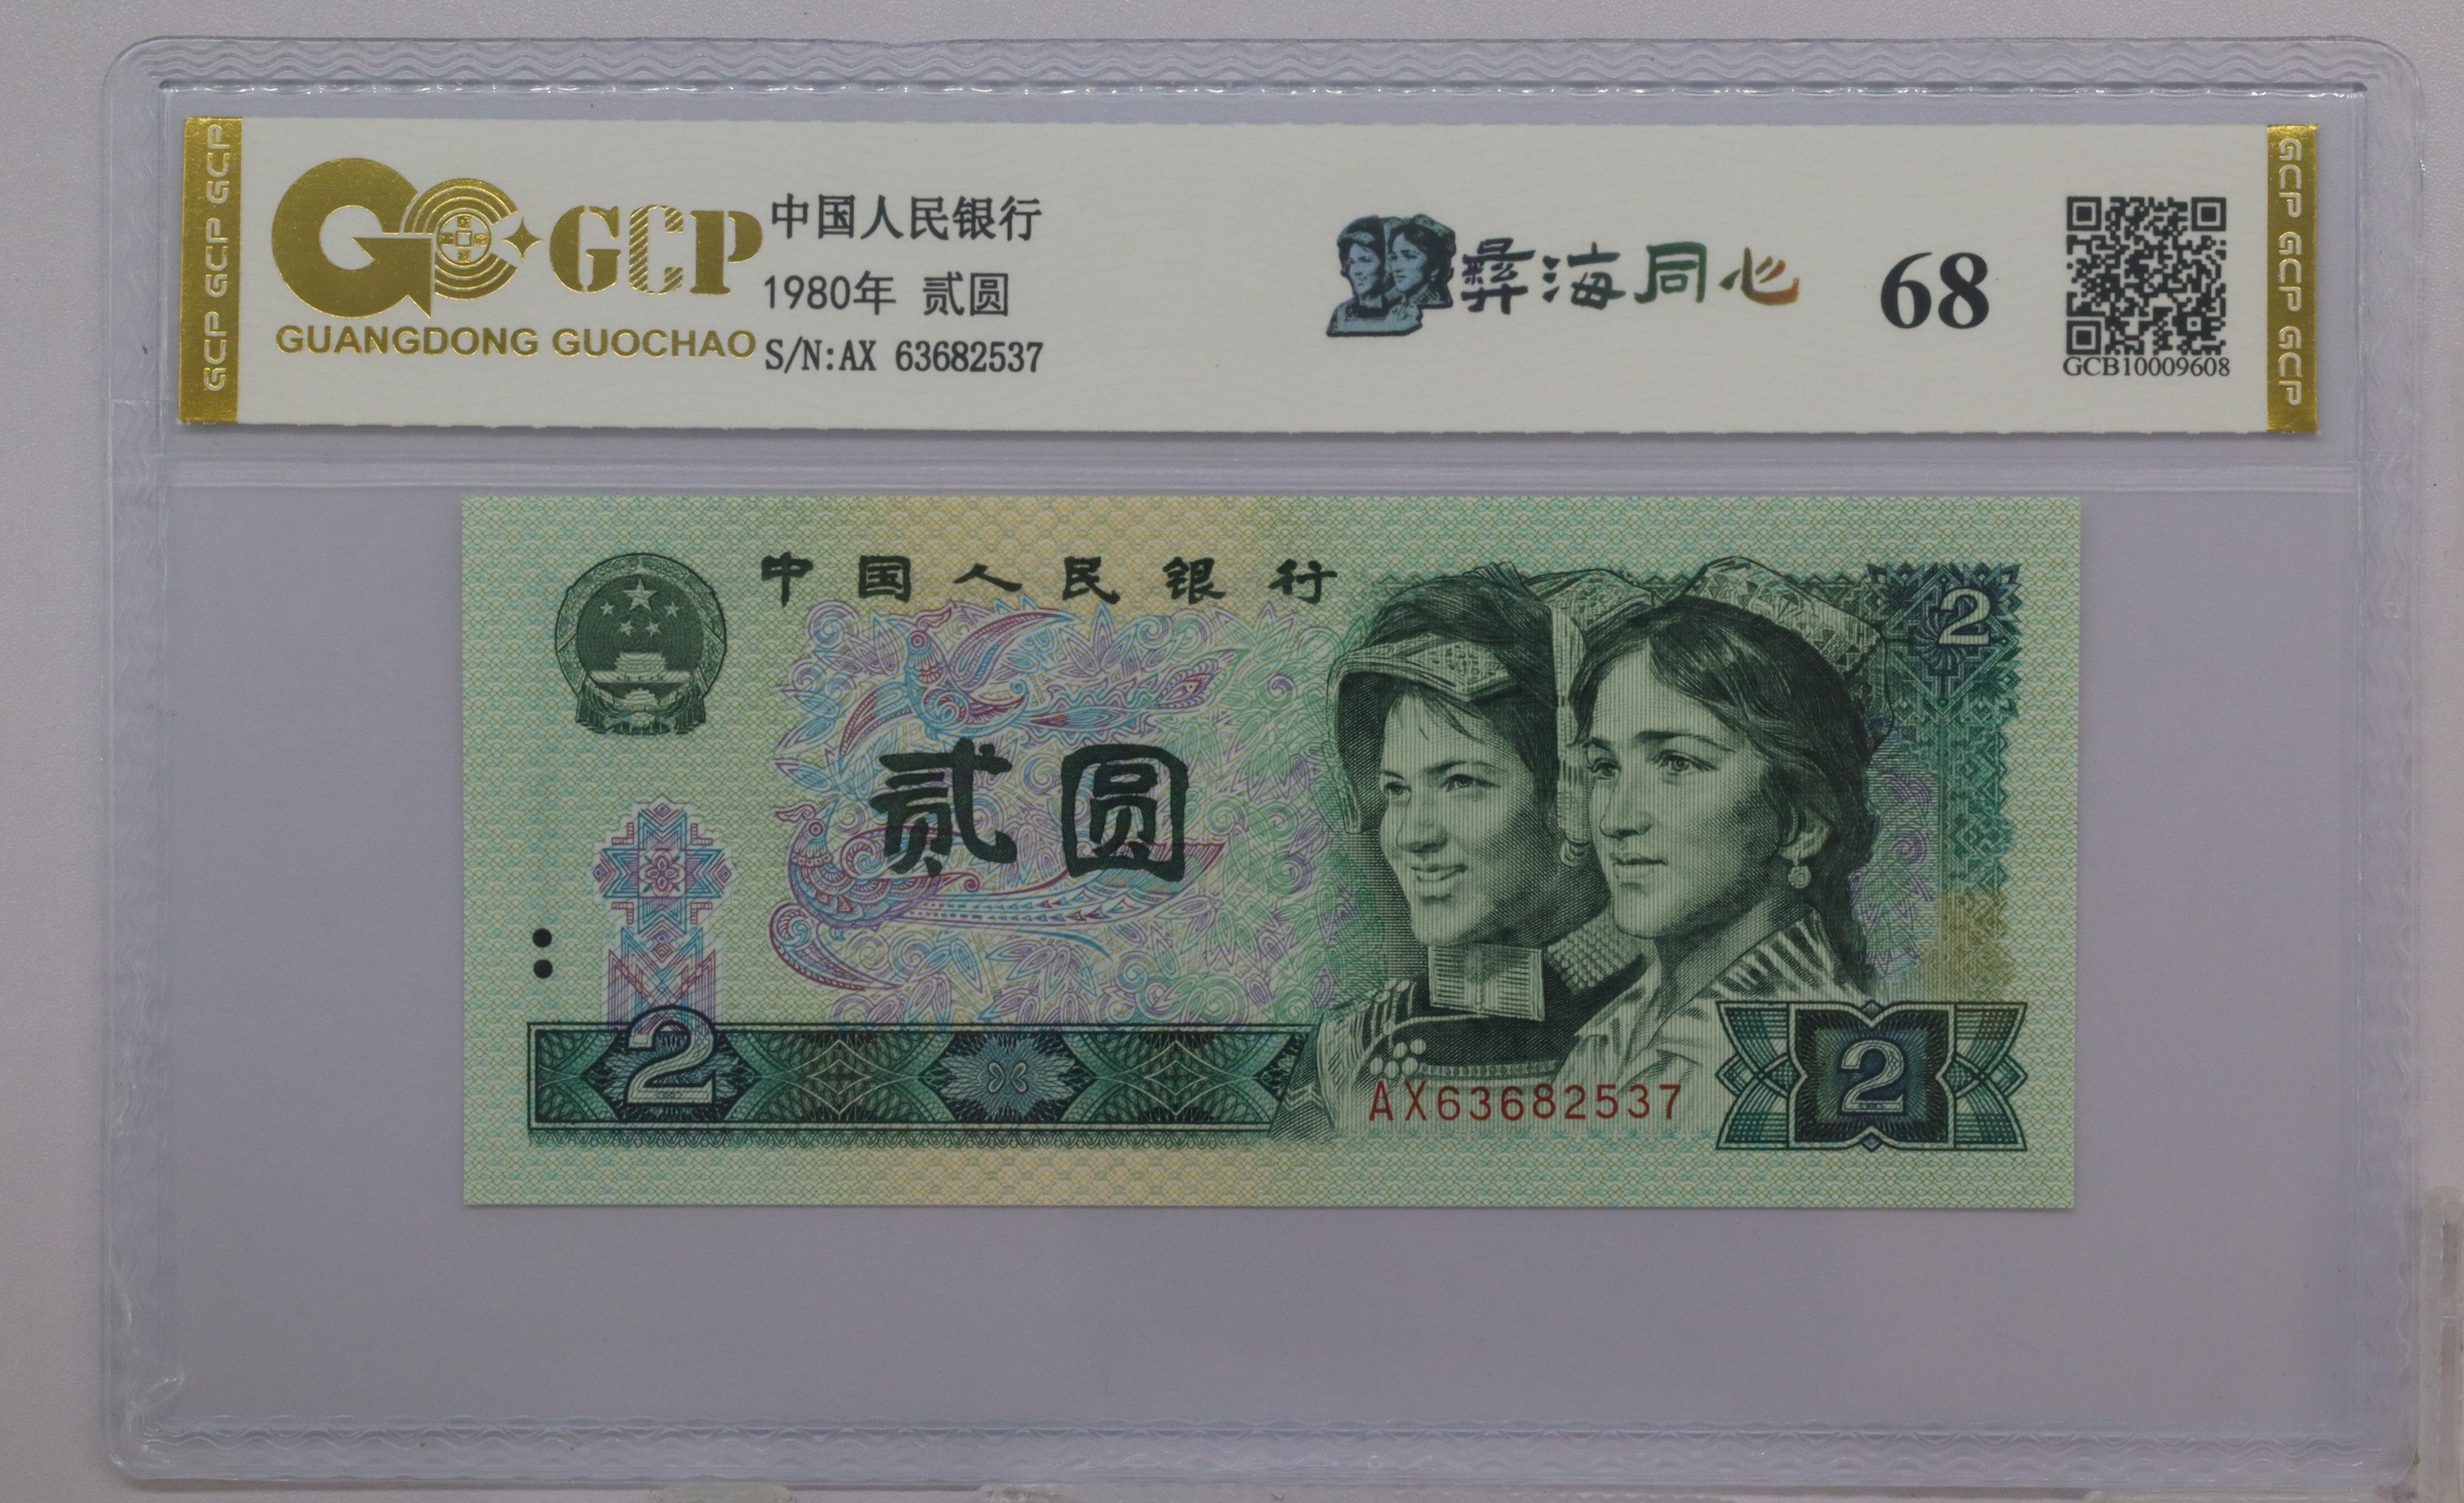 GCP GCP GCP
GCP
GUANGDONG GUOCHAO
中国人民银行
1980年 贰圆
S/N:AX 63682537
彝海同心
68
GCB10009608
GCP GCP GCP
中国人民银行
贰圆
2
2
AX63682537
2